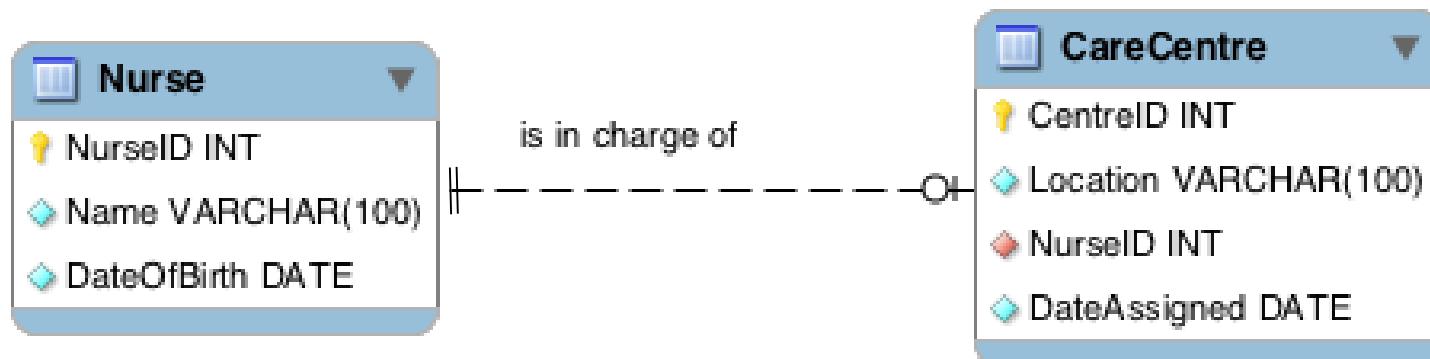 Nurse
NurseID INT
Name VARCHAR(100)
DateOfBirth DATE
is in charge of
CareCentre
CentreID INT
Location VARCHAR(100)
NurseID INT
DateAssigned DATE